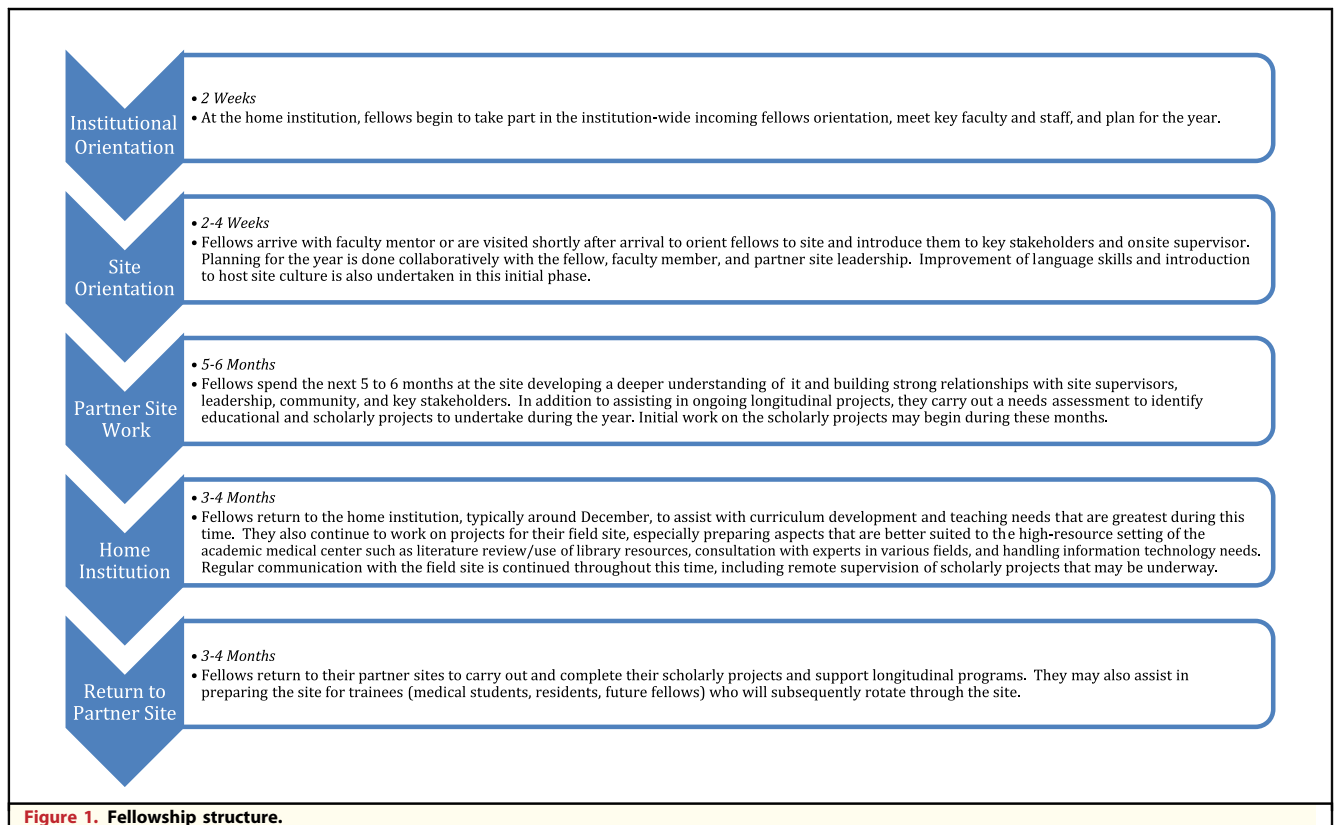 Institutional
Orientation
• 2 Weeks
• At the home institution, fellows begin to take part in the institution-wide incoming fellows orientation, meet key faculty and staff, and plan for the year.
Site
Orientation
• 2-4 Weeks
• Fellows arrive with faculty mentor or are visited shortly after arrival to orient fellows to site and introduce them to key stakeholders and onsite supervisor.
Planning for the year is done collaboratively with the fellow, faculty member, and partner site leadership. Improvement of language skills and introduction
to host site culture is also undertaken in this initial phase.
Partner Site
Work
• 5-6 Months
• Fellows spend the next 5 to 6 months at the site developing a deeper understanding of it and building strong relationships with site supervisors,
leadership, community, and key stakeholders. In addition to assisting in ongoing longitudinal projects, they carry out a needs assessment to identify
educational and scholarly projects to undertake during the year. Initial work on the scholarly projects may begin during these months.
Home
Institution
• 3-4 Months
• Fellows return to the home institution, typically around December, to assist with curriculum development and teaching needs that are greatest during this
time. They also continue to work on projects for their field site, especially preparing aspects that are better suited to the high-resource setting of the
academic medical center such as literature review/use of library resources, consultation with experts in various fields, and handling information technology needs.
Regular communication with the field site is continued throughout this time, including remote supervision of scholarly projects that may be underway.
Return to
Partner Site
• 3-4 Months
• Fellows return to their partner sites to carry out and complete their scholarly projects and support longitudinal programs. They may also assist in
preparing the site for trainees (medical students, residents, future fellows) who will subsequently rotate through the site.
Figure 1. Fellowship structure.